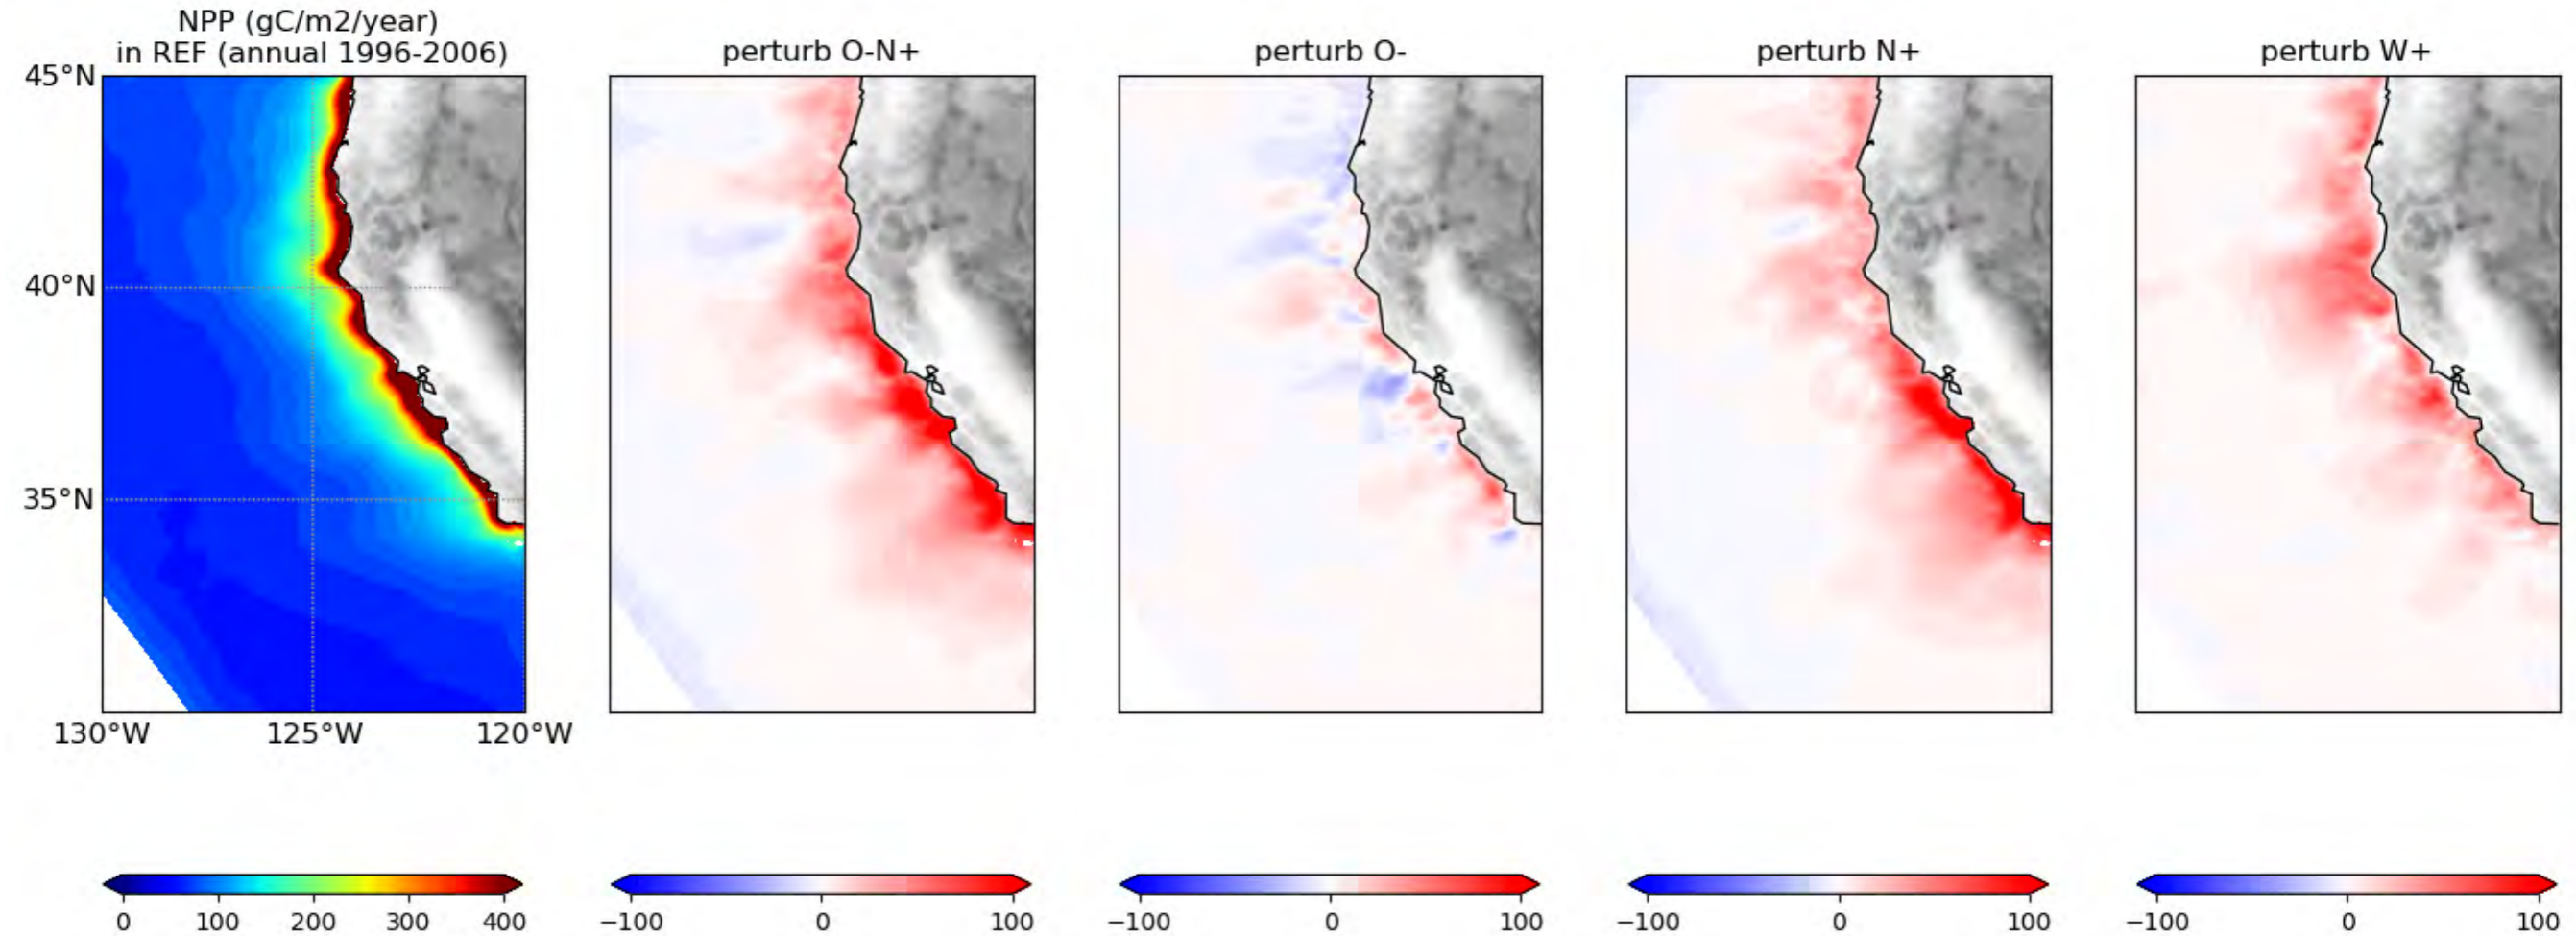 NPP (gC/m2/year)
in REF (annual 1996-2006)
perturb O-N+
perturb O-
perturb N+
perturb W+
45°N
40°N
35°N
130°W 125°W 120°W
0 100 200 300 400
−100 0 100
−100 0 100
−100 0 100
−100 0 100